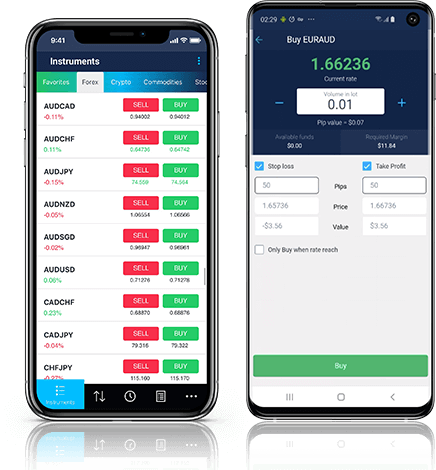 9:41
Instruments
Favorites Forex Crypto Commodities Stoc
AUDCAD SELL BUY
-0.11% 0.94002 0.94012
AUDCHF SELL BUY
0.11% 0.64736 0.64742
AUDJPY SELL BUY
-0.15% 74.559 74.564
AUDNZD SELL BUY
-0.05% 1.06554 1.06566
AUDSGD SELL BUY
-0.02% 0.96947 0.96961
AUDUSD SELL BUY
0.06% 0.71276 0.71278
CADCHF SELL BUY
0.23% 0.68870 0.68876
CADJPY SELL BUY
-0.04% 79.316 79.322
CHFJPY SELL BUY
-0.27% 115.160 115.170
Instruments
02:29
Buy EURAUD
1.66236
Current rate
Volume in lot
− 0.01 +
Pip value = $0.07
Available funds Required Margin
$0.00 $11.84
Stop loss Take Profit
50 Pips 50
1.65736 Price 1.66736
-$3.56 Value $3.56
Only Buy when rate reach
Buy